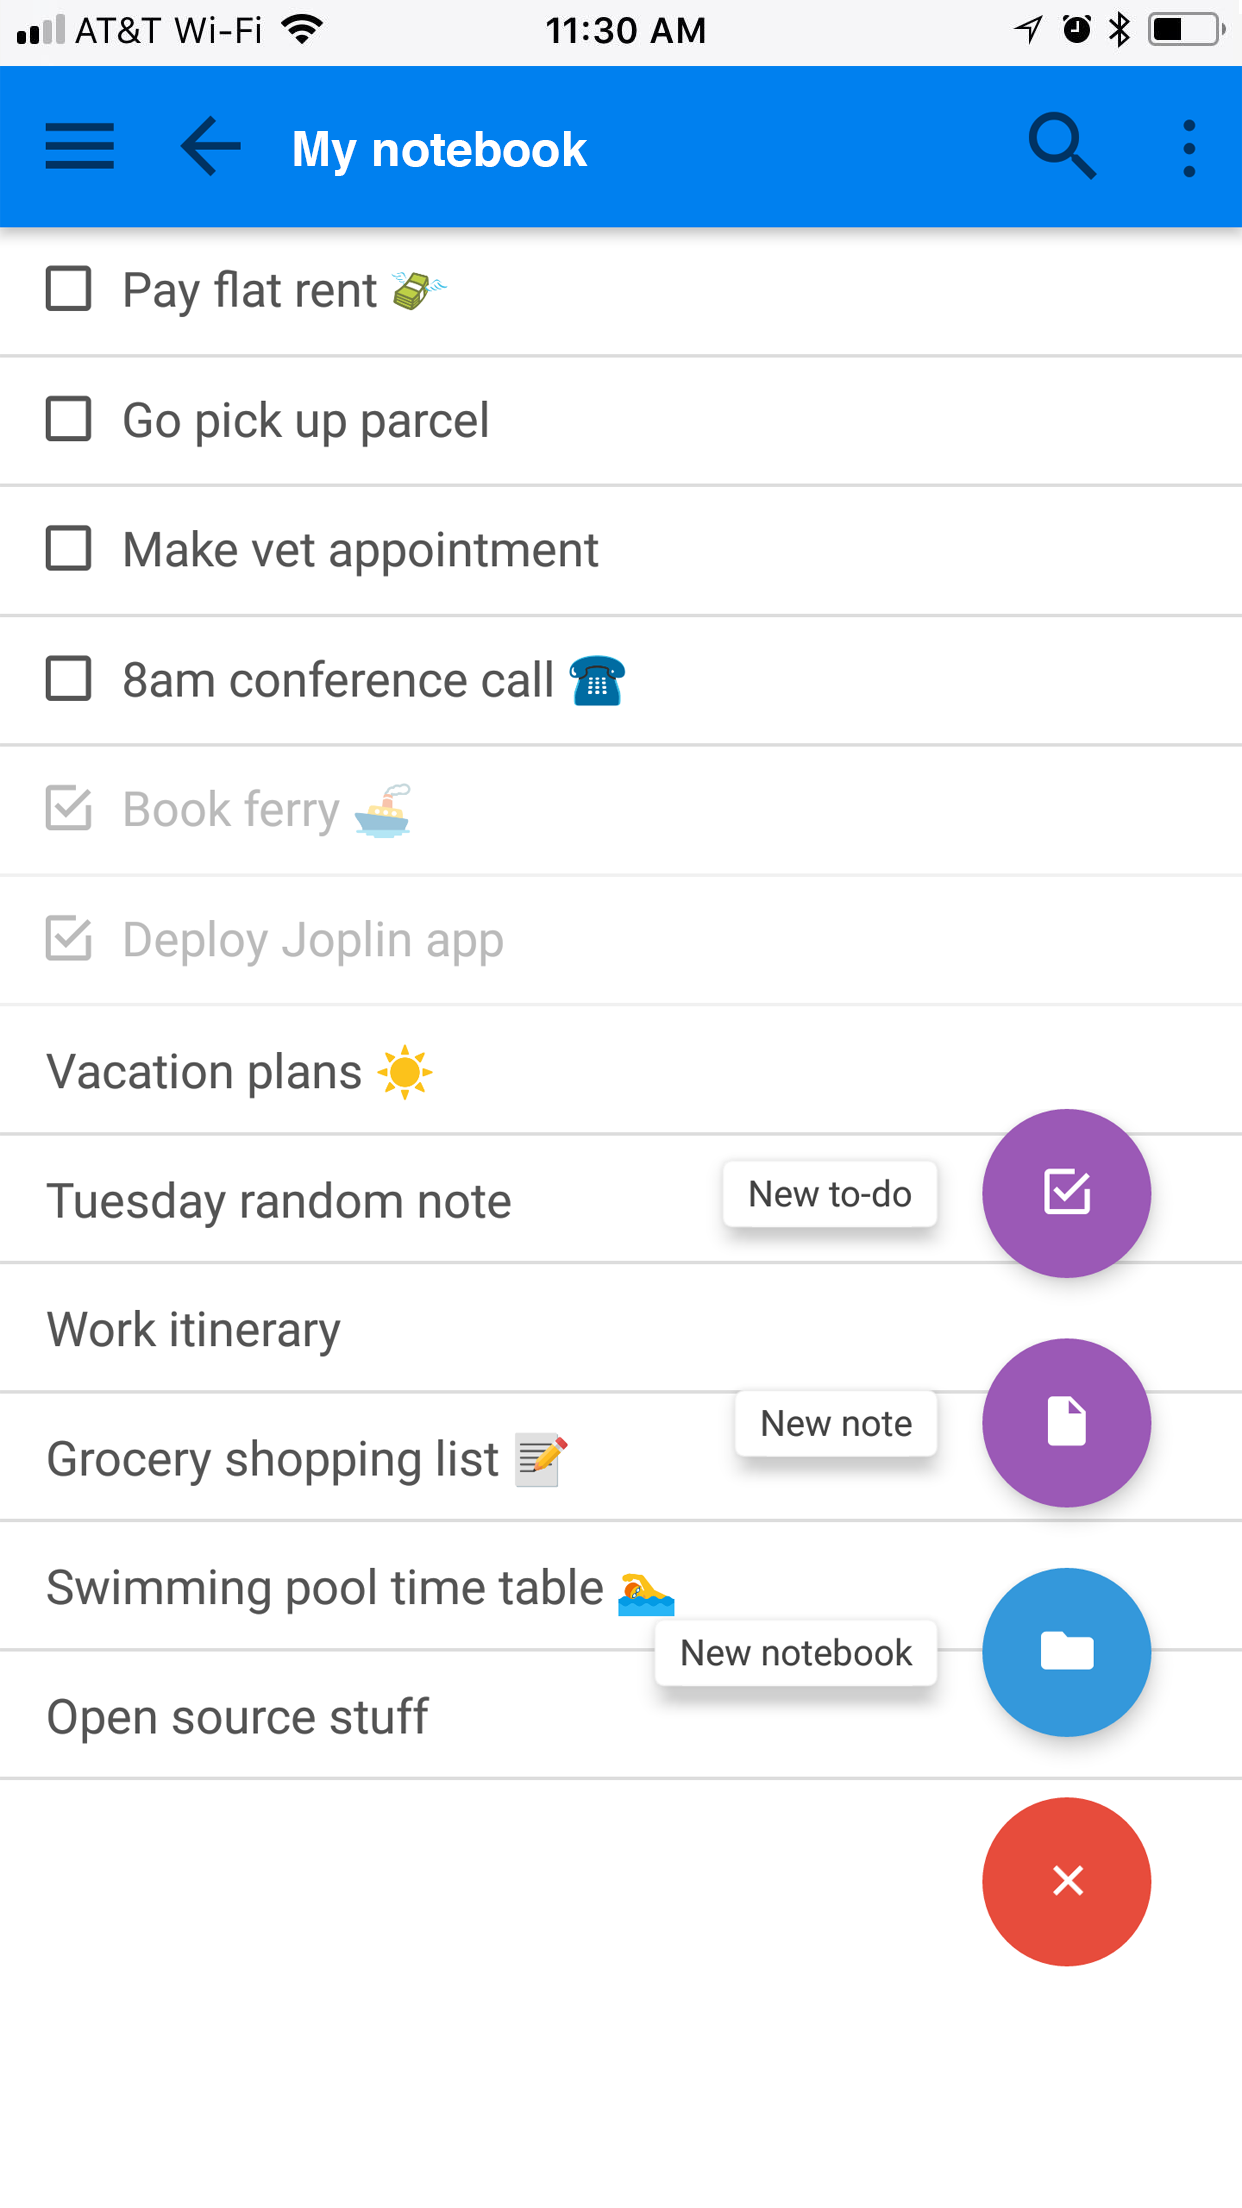 AT&T Wi-Fi 11:30 AM
My notebook
Pay flat rent 💸
Go pick up parcel
Make vet appointment
8am conference call ☎️
Book ferry 🚢
Deploy Joplin app
Vacation plans ☀️
Tuesday random note
New to-do
Work itinerary
New note
Grocery shopping list 📝
Swimming pool time table 🏊
New notebook
Open source stuff